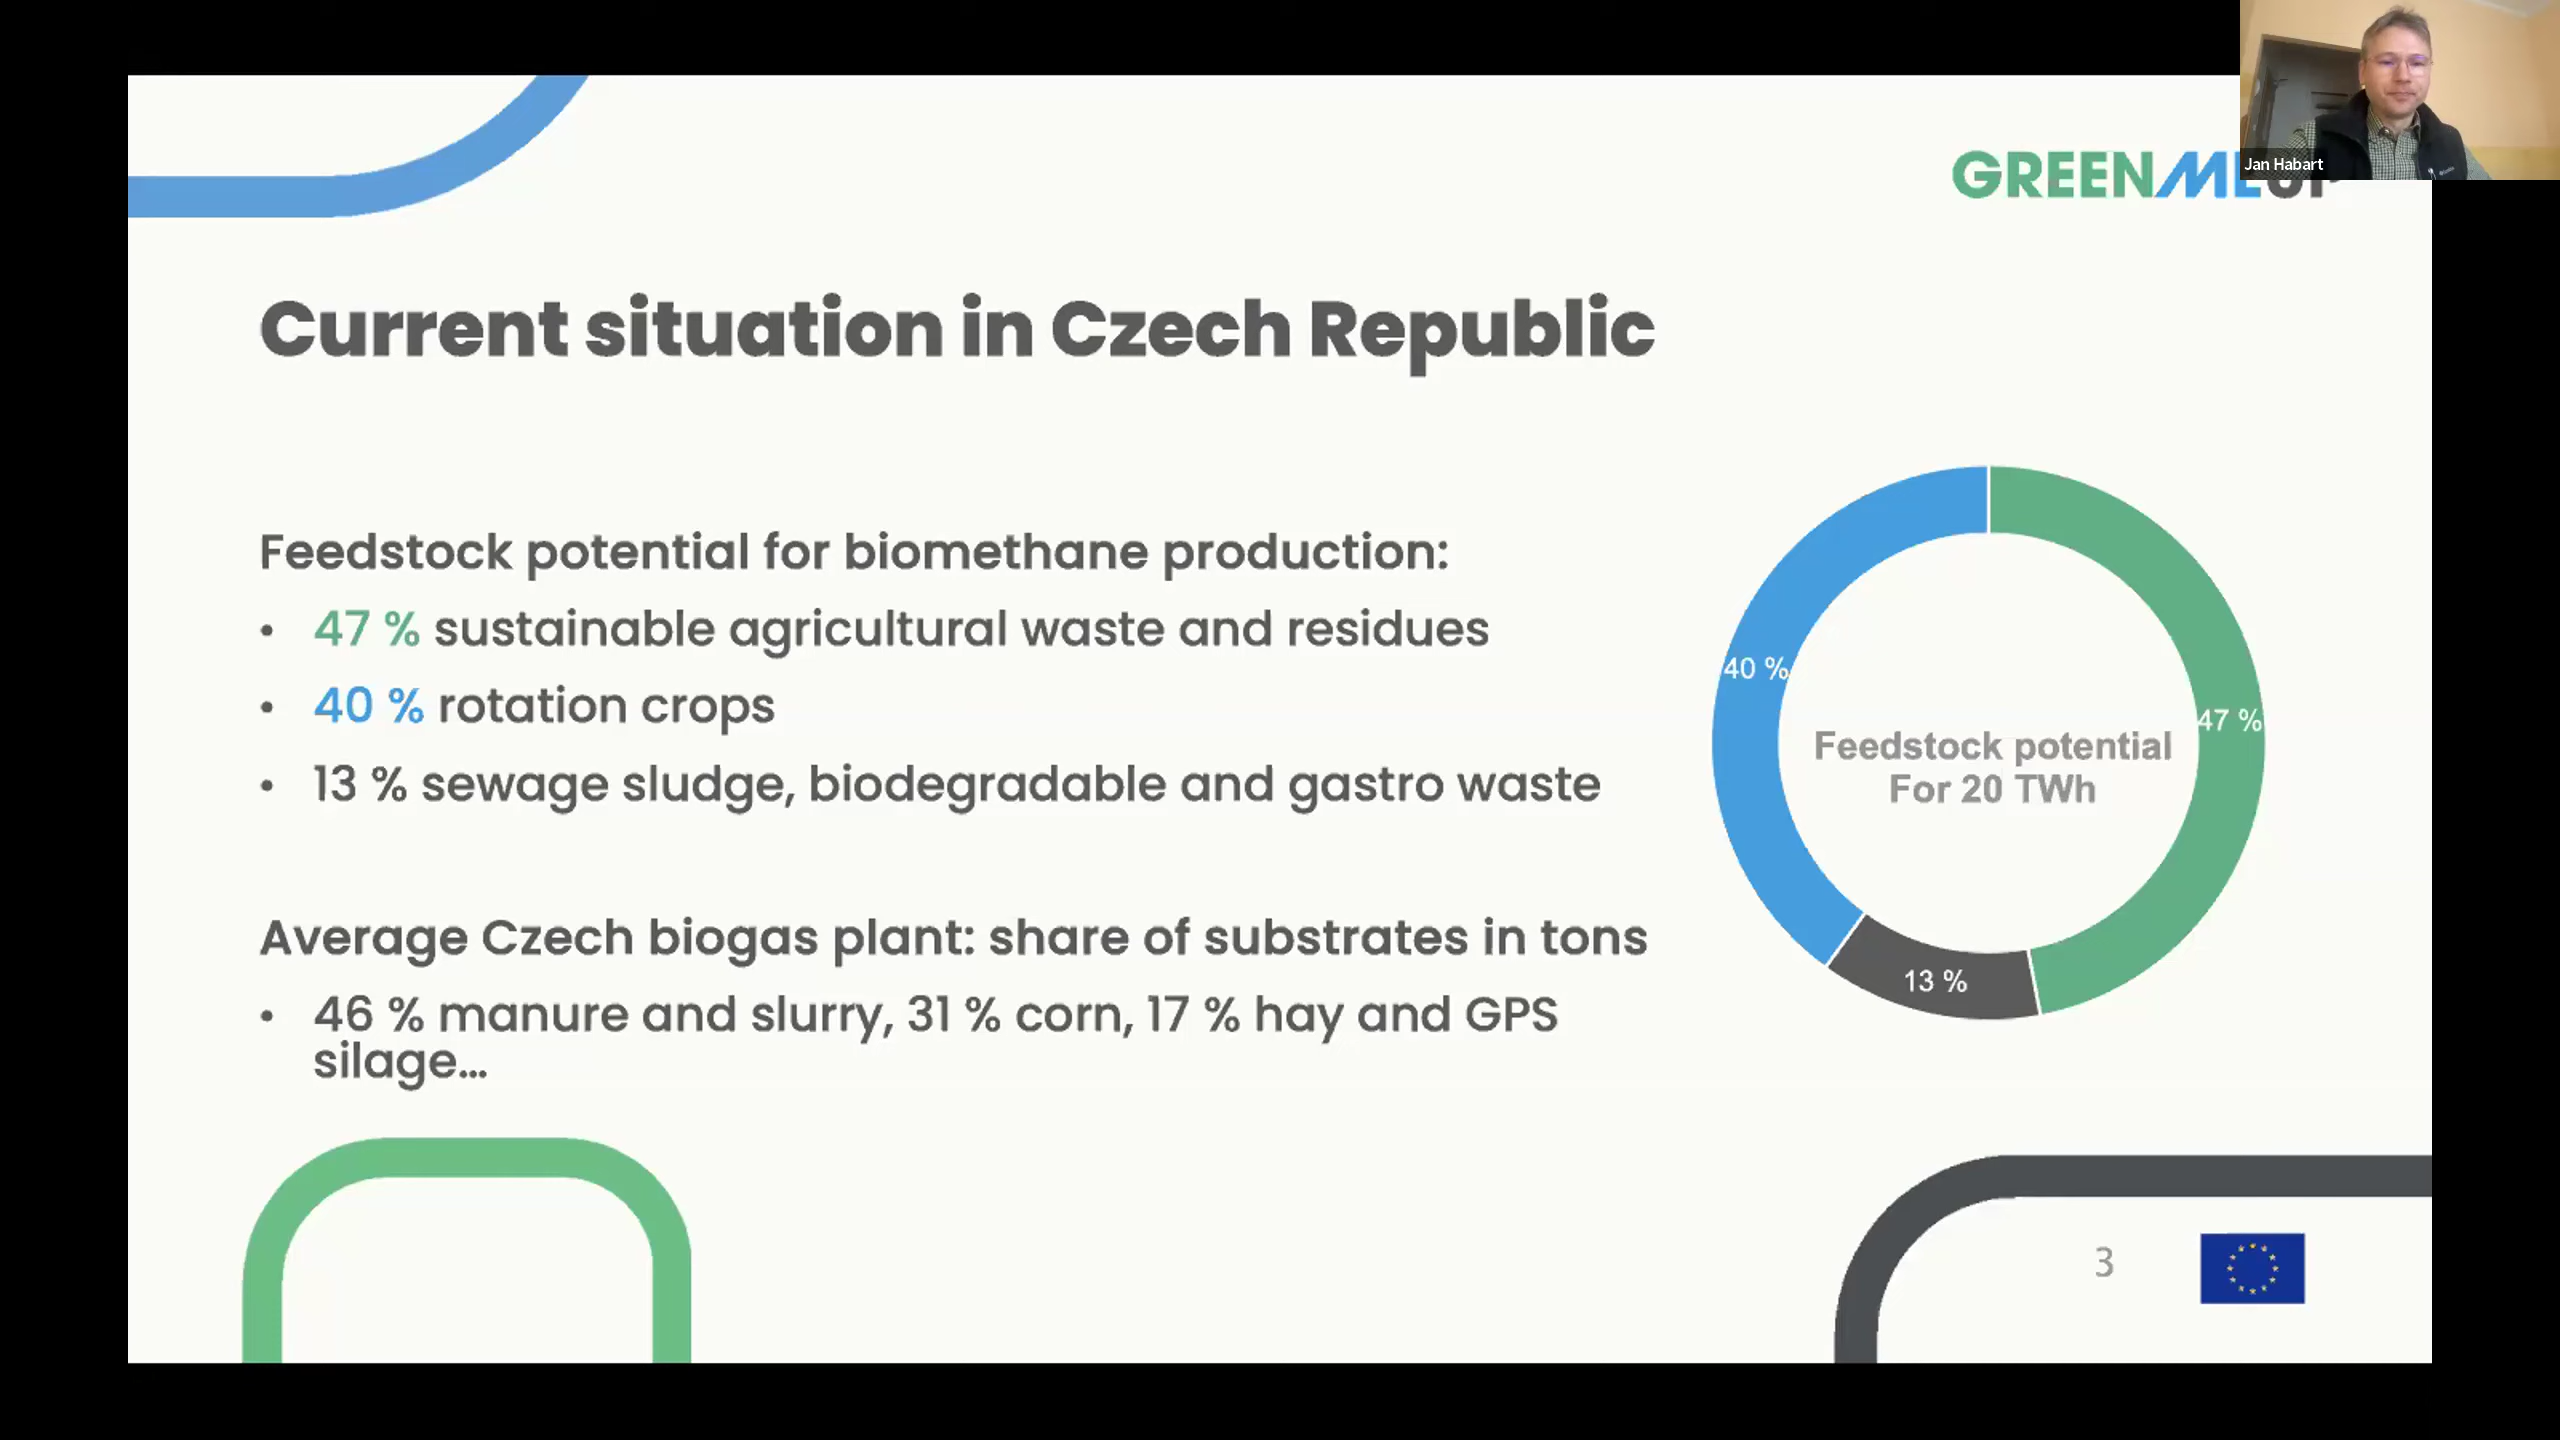 Jan Habart
GREENMEUP
Current situation in Czech Republic
Feedstock potential for biomethane production:
• 47 % sustainable agricultural waste and residues
• 40 % rotation crops
• 13 % sewage sludge, biodegradable and gastro waste
Average Czech biogas plant: share of substrates in tons
• 46 % manure and slurry, 31 % corn, 17 % hay and GPS
silage...
40 %
47 %
Feedstock potential
For 20 TWh
13 %
3